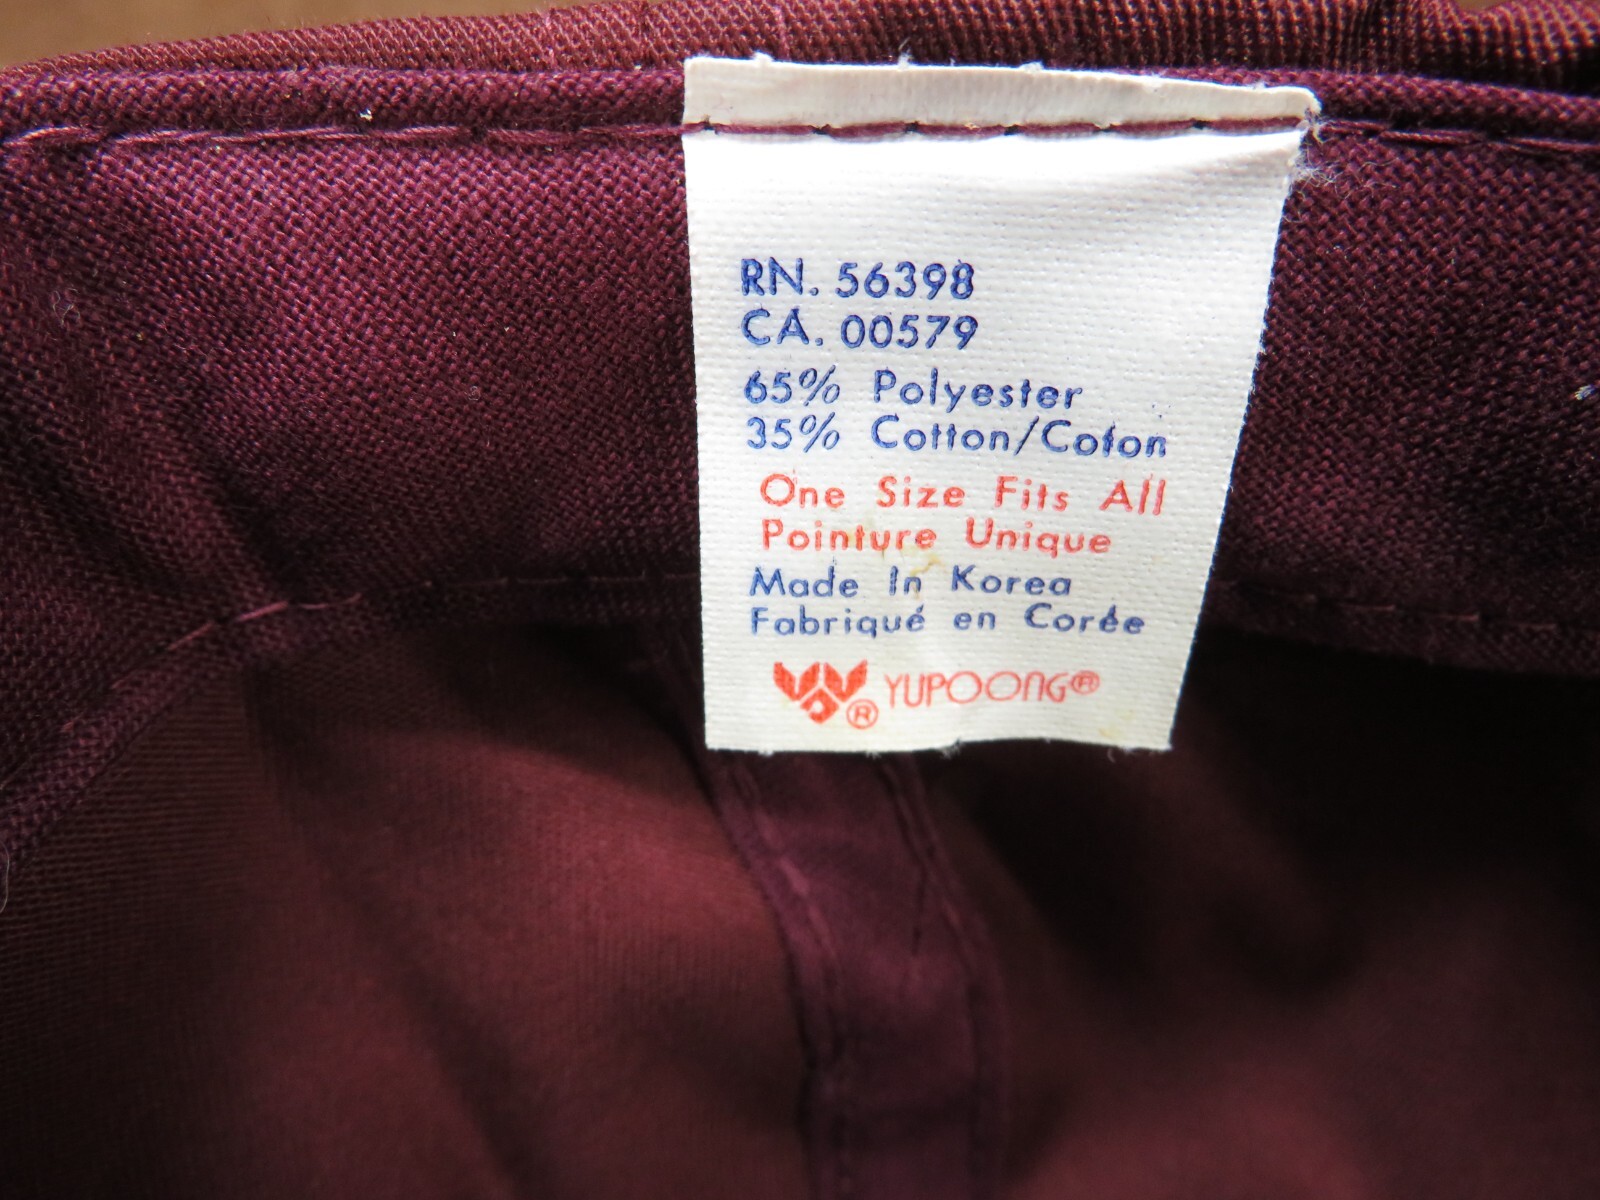 RN. 56398
CA. 00579
65% Polyester
35% Cotton/Coton
One Size Fits All
Pointure Unique
Made In Korea
Fabriqué en Corée
® YUPOONG®